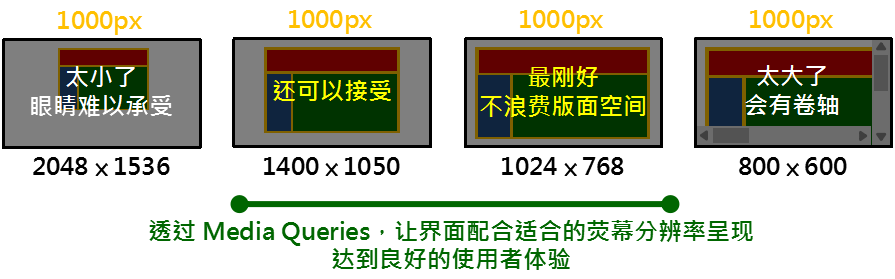 1000px
1000px
1000px
1000px
太小了
眼睛难以承受
还可以接受
最刚好
不浪费版面空间
太大了
会有卷轴
2048 x 1536
1400 x 1050
1024 x 768
800 x 600
透过 Media Queries，让界面配合适合的荧幕分辨率呈现
达到良好的使用者体验